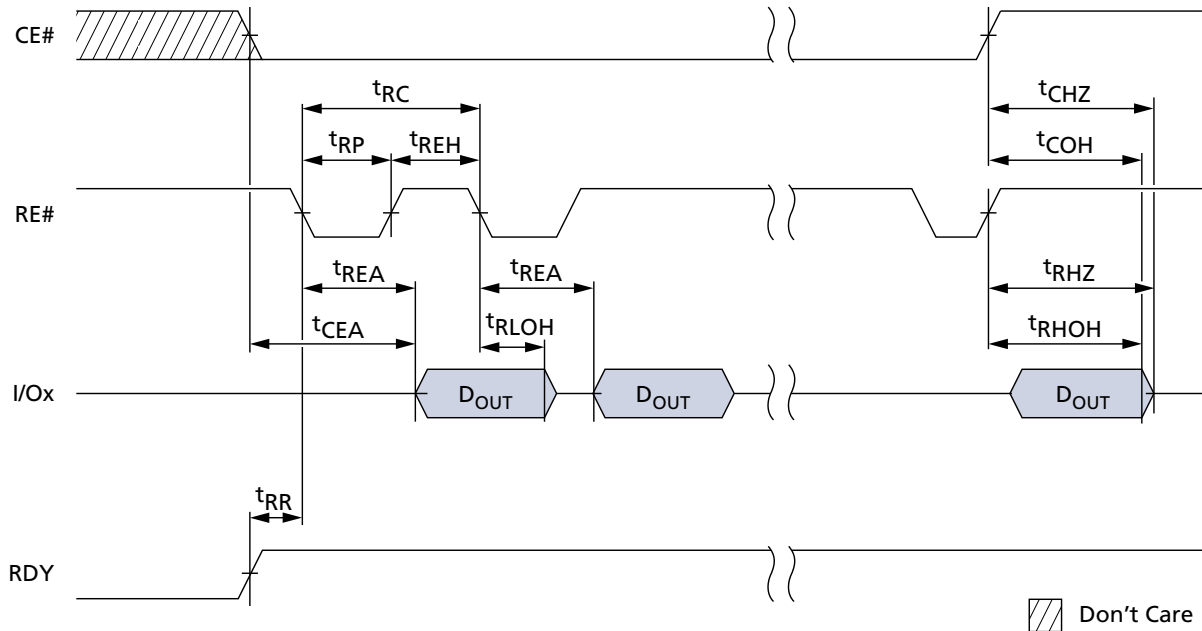 CE#
tRC
tCHZ
tRP
tREH
tCOH
RE#
tREA
tREA
tRHZ
tCEA
tRLOH
tRHOH
I/Ox
DOUT
DOUT
DOUT
tRR
RDY
Don't Care